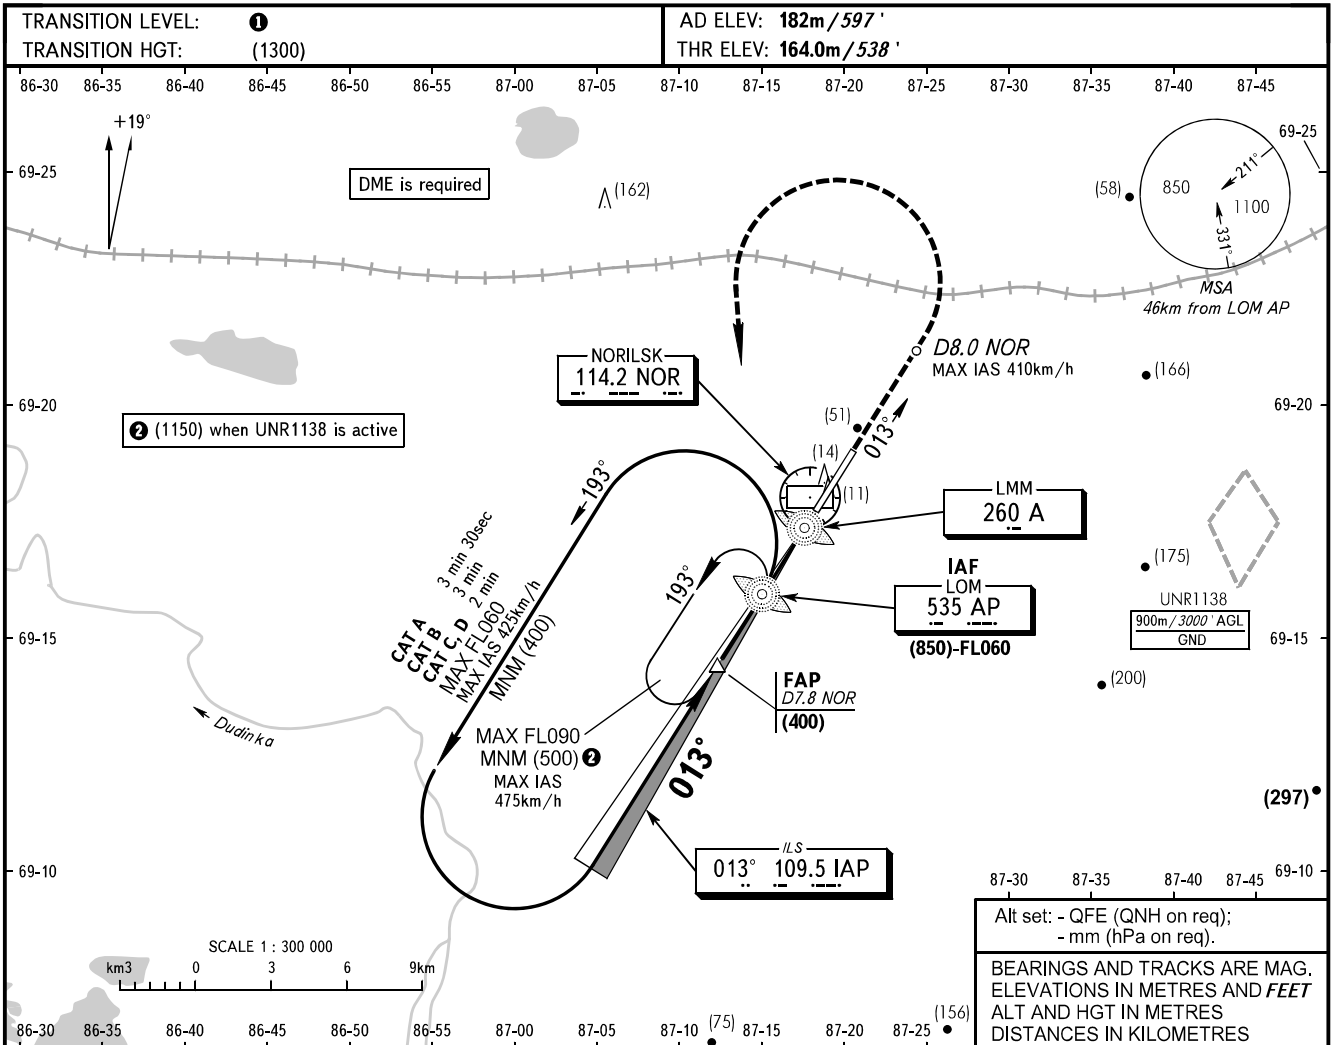 TRANSITION LEVEL: ❶
TRANSITION HGT: (1300)
AD ELEV: 182m/597 '
THR ELEV: 164.0m/538 '
86-30 86-35 86-40 86-45 86-50 86-55 87-00 87-05 87-10 87-15 87-20 87-25 87-30 87-35 87-40 87-45
+19°
69-25
69-25
DME is required
(162)
(58)
850
211°
1100
331°
MSA
46km from LOM AP
D8.0 NOR
MAX IAS 410km/h
NORILSK
114.2 NOR
(166)
69-20
69-20
❷ (1150) when UNR1138 is active
(51)
013°
(14)
(11)
193°
LMM
260 A
CAT A 3 min 30sec
CAT B 3 min
CAT C, D 2 min
MAX FL060
MAX IAS 425km/h
MNM (400)
193°
IAF
LOM
535 AP
(850)-FL060
(175)
UNR1138
900m/3000 ' AGL
GND
69-15
69-15
(200)
FAP
D7.8 NOR
(400)
Dudinka
MAX FL090
MNM (500) ❷
MAX IAS
475km/h
013°
(297)
ILS
013° 109.5 IAP
69-10
69-10
87-30 87-35 87-40 87-45
Alt set: - QFE (QNH on req);
- mm (hPa on req).
SCALE 1 : 300 000
km3 0 3 6 9km
BEARINGS AND TRACKS ARE MAG.
ELEVATIONS IN METRES AND FEET
ALT AND HGT IN METRES
DISTANCES IN KILOMETRES
(75)
(156)
86-30 86-35 86-40 86-45 86-50 86-55 87-00 87-05 87-10 87-15 87-20 87-25